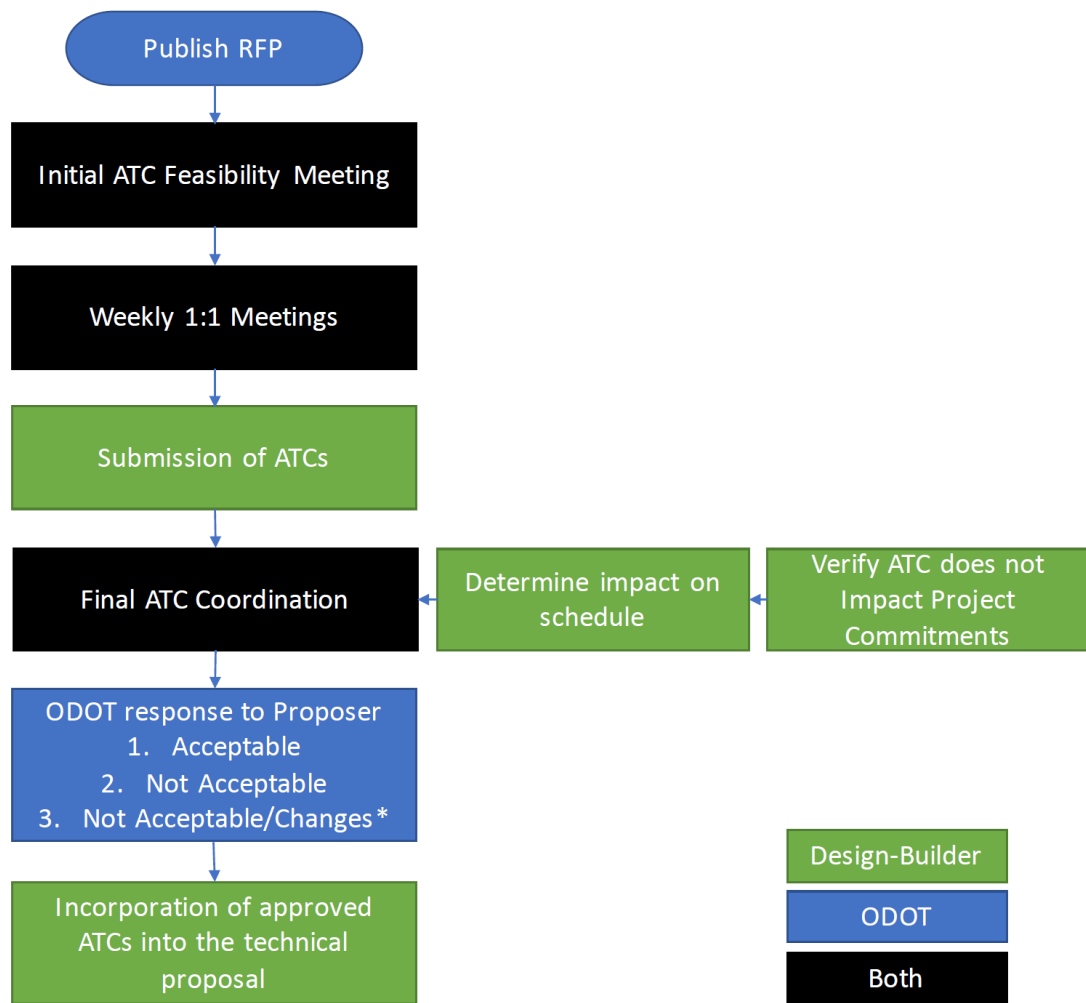 Publish RFP
Initial ATC Feasibility Meeting
Weekly 1:1 Meetings
Submission of ATCs
Final ATC Coordination
Determine impact on
schedule
Verify ATC does not
Impact Project
Commitments
ODOT response to Proposer
1. Acceptable
2. Not Acceptable
3. Not Acceptable/Changes*
Incorporation of approved
ATCs into the technical
proposal
Design-Builder
ODOT
Both